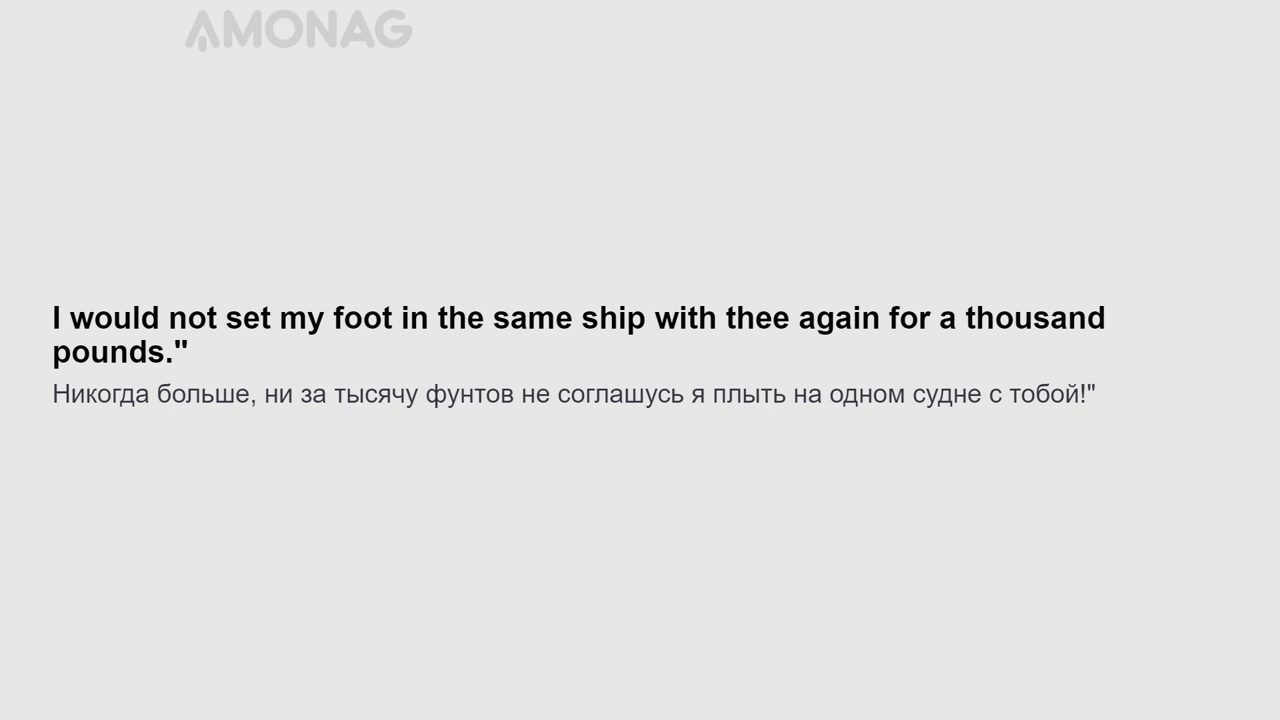 AMONAG
I would not set my foot in the same ship with thee again for a thousand
pounds."
Никогда больше, ни за тысячу фунтов не соглашусь я плыть на одном судне с тобой!"